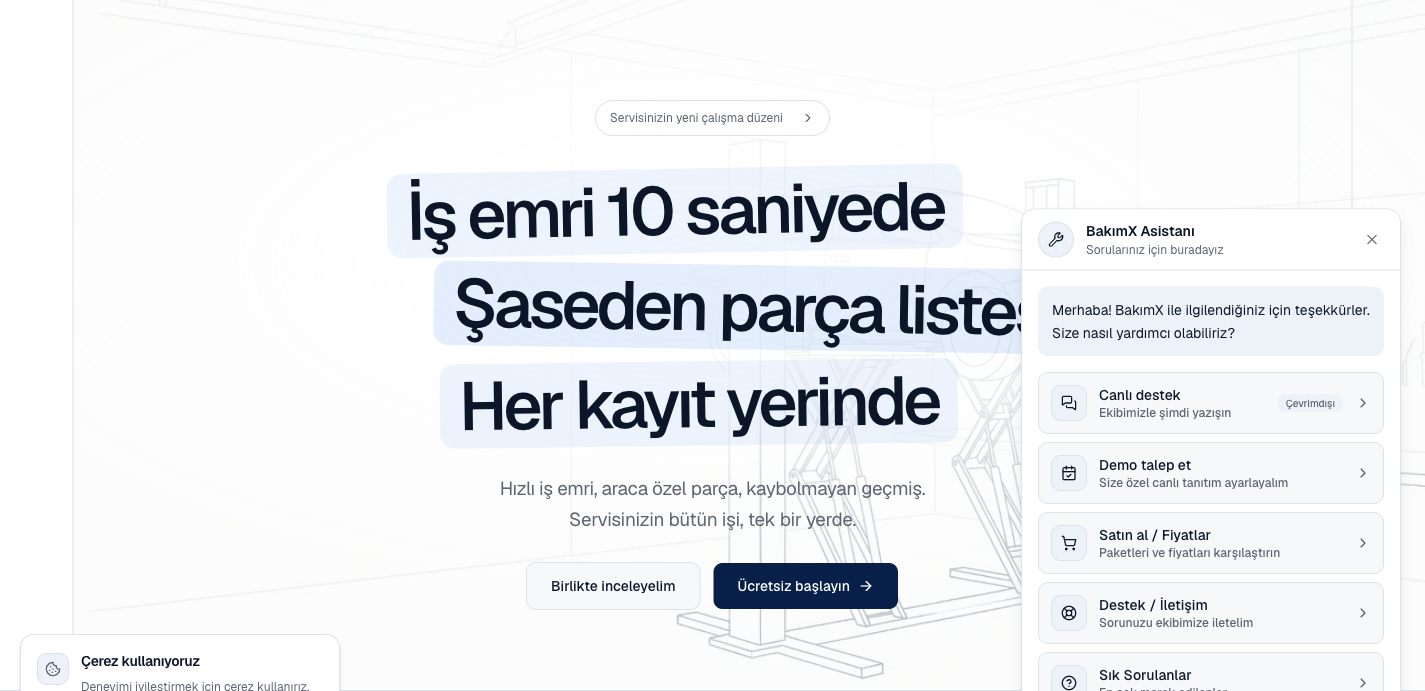 Servisinizin yeni çalışma düzeni
İş emri 10 saniyede
Şaseden parça listes
Her kayıt yerinde
Hızlı iş emri, araca özel parça, kaybolmayan geçmiş.
Servisinizin bütün işi, tek bir yerde.
Birlikte inceleyelim
Ücretsiz başlayın
Çerez kullanıyoruz
Deneyimi iyileştirmek için çerez kullanırız.
BakımX Asistanı
Sorularınız için buradayız
Merhaba! BakımX ile ilgilendiğiniz için teşekkürler.
Size nasıl yardımcı olabiliriz?
Canlı destek
Ekibimizle şimdi yazışın
Çevrimdışı
Demo talep et
Size özel canlı tanıtım ayarlayalım
Satın al / Fiyatlar
Paketleri ve fiyatları karşılaştırın
Destek / İletişim
Sorunuzu ekibimize iletelim
Sık Sorulanlar
En çok merak edilenler